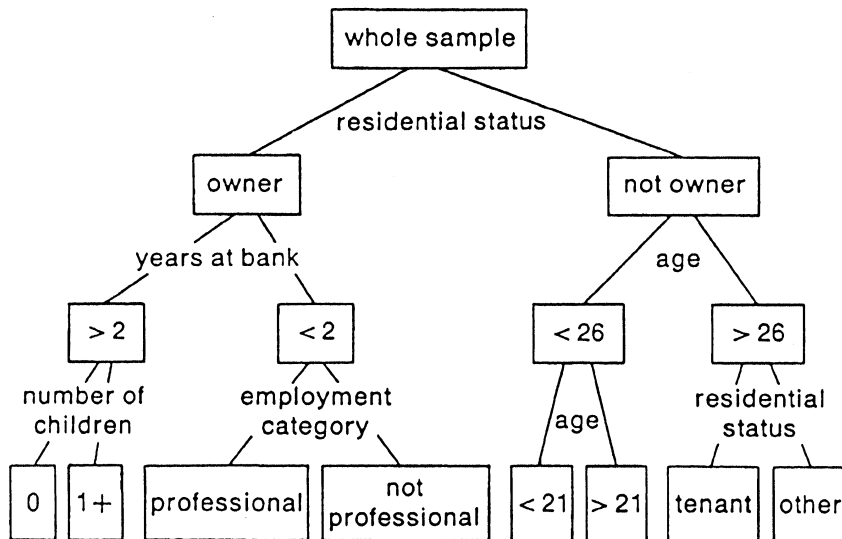 whole sample
residential status
owner
not owner
years at bank
age
> 2
< 2
< 26
> 26
number of
children
employment
category
age
residential
status
0
1+
professional
not
professional
< 21
> 21
tenant
other